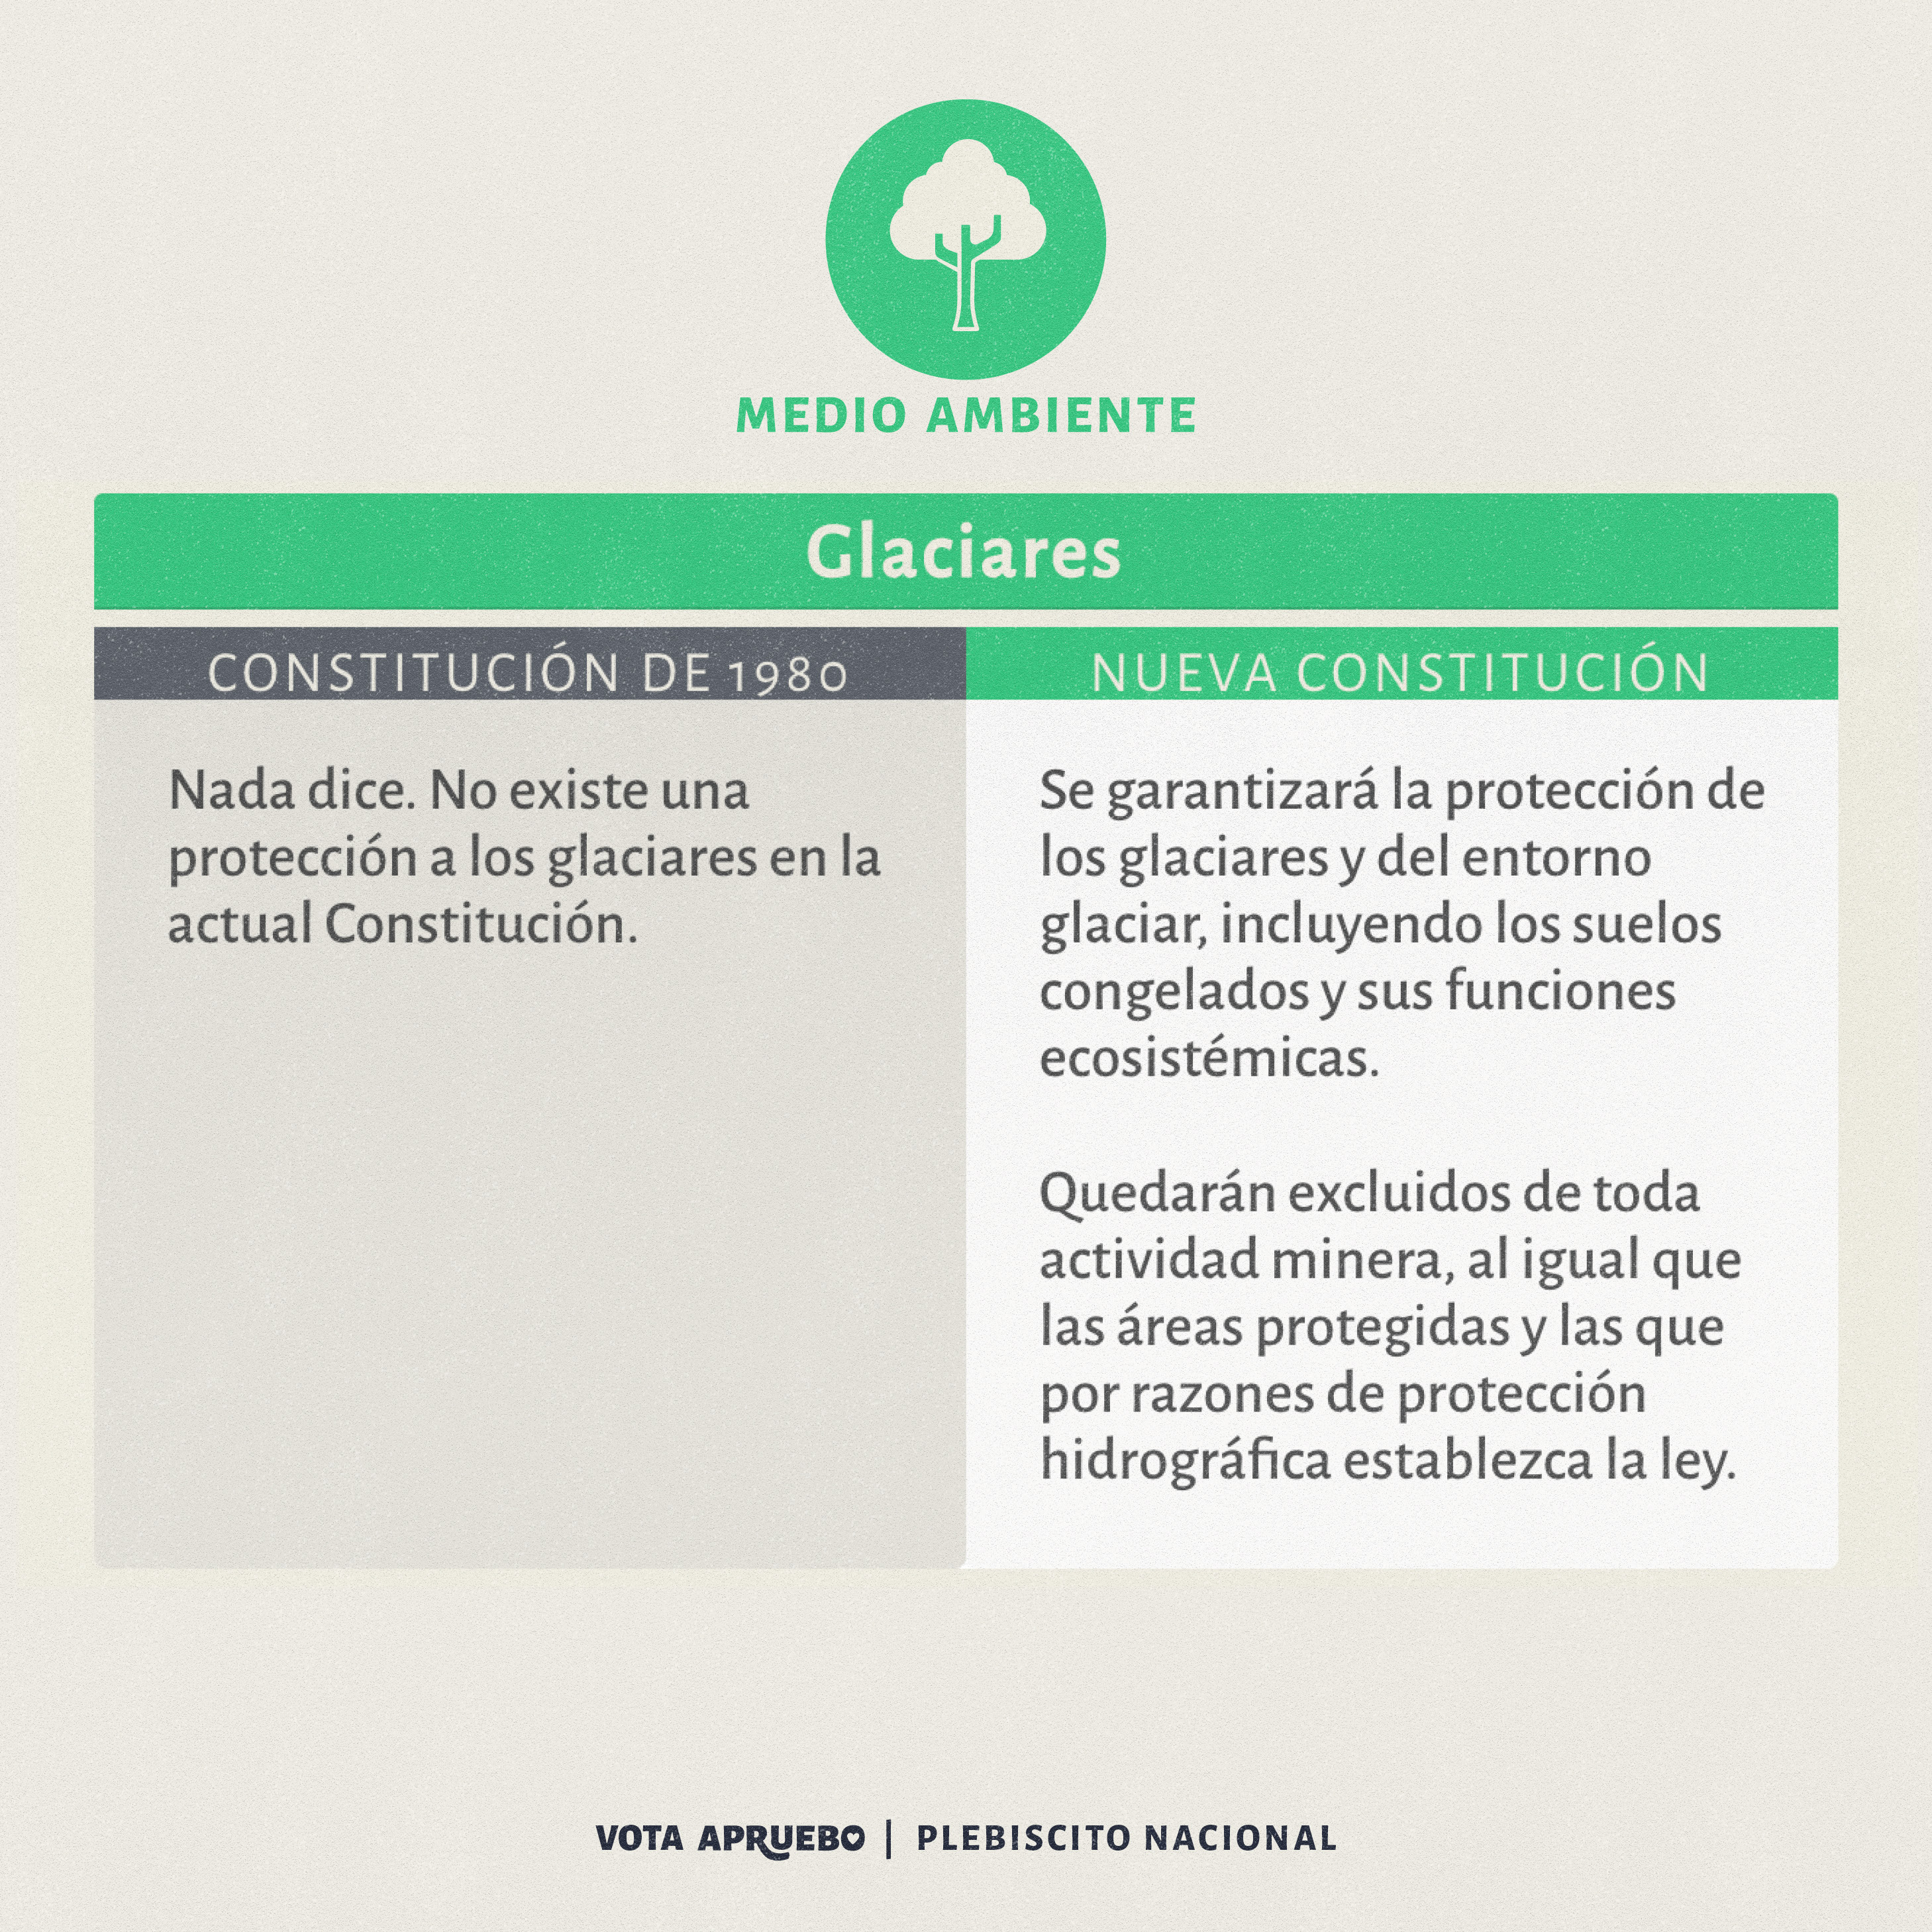 MEDIO AMBIENTE
Glaciares
CONSTITUCIÓN DE 1980
Nada dice. No existe una
protección a los glaciares en la
actual Constitución.
NUEVA CONSTITUCIÓN
Se garantizará la protección de
los glaciares y del entorno
glaciar, incluyendo los suelos
congelados y sus funciones
ecosistémicas.
Quedarán excluidos de toda
actividad minera, al igual que
las áreas protegidas y las que
por razones de protección
hidrográfica establezca la ley.
VOTA APRUEBO | PLEBISCITO NACIONAL